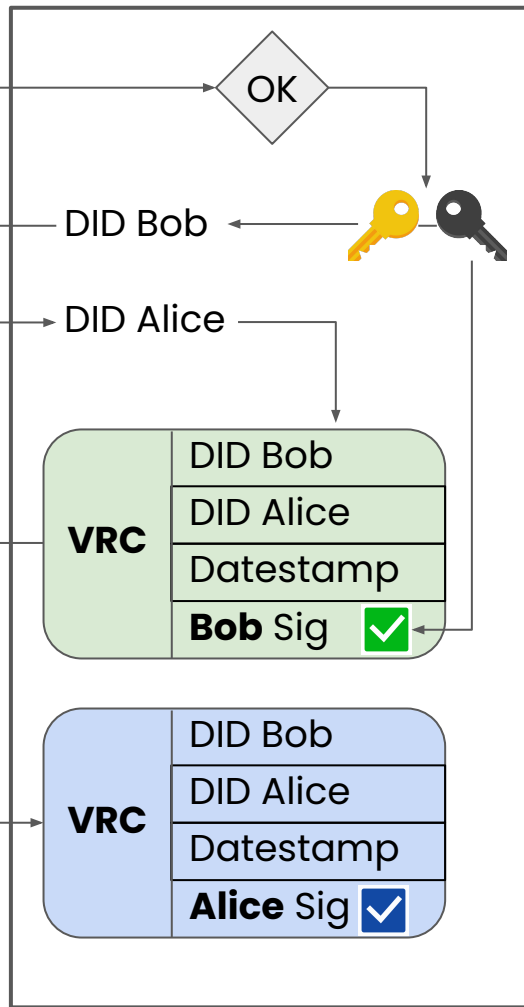 OK
DID Bob
DID Alice
VRC
DID Bob
DID Alice
Datestamp
Bob Sig
VRC
DID Bob
DID Alice
Datestamp
Alice Sig